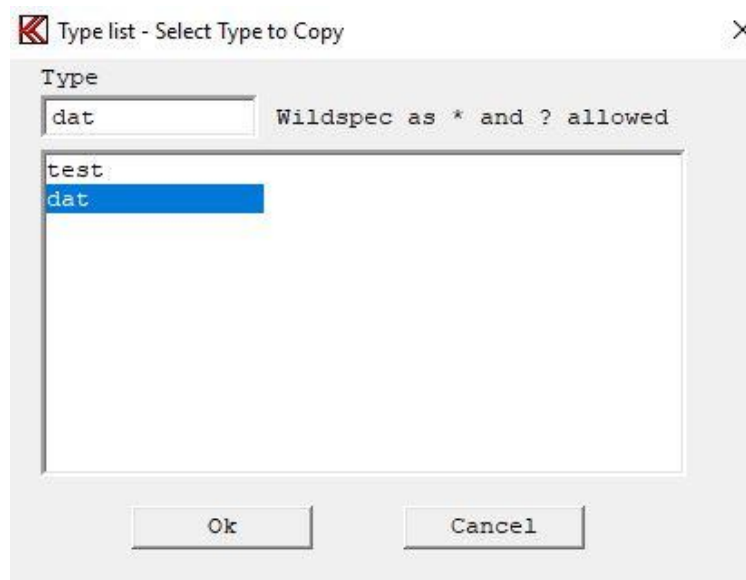 Type list - Select Type to Copy
Type
dat Wildspec as * and ? allowed
test
dat
Ok Cancel